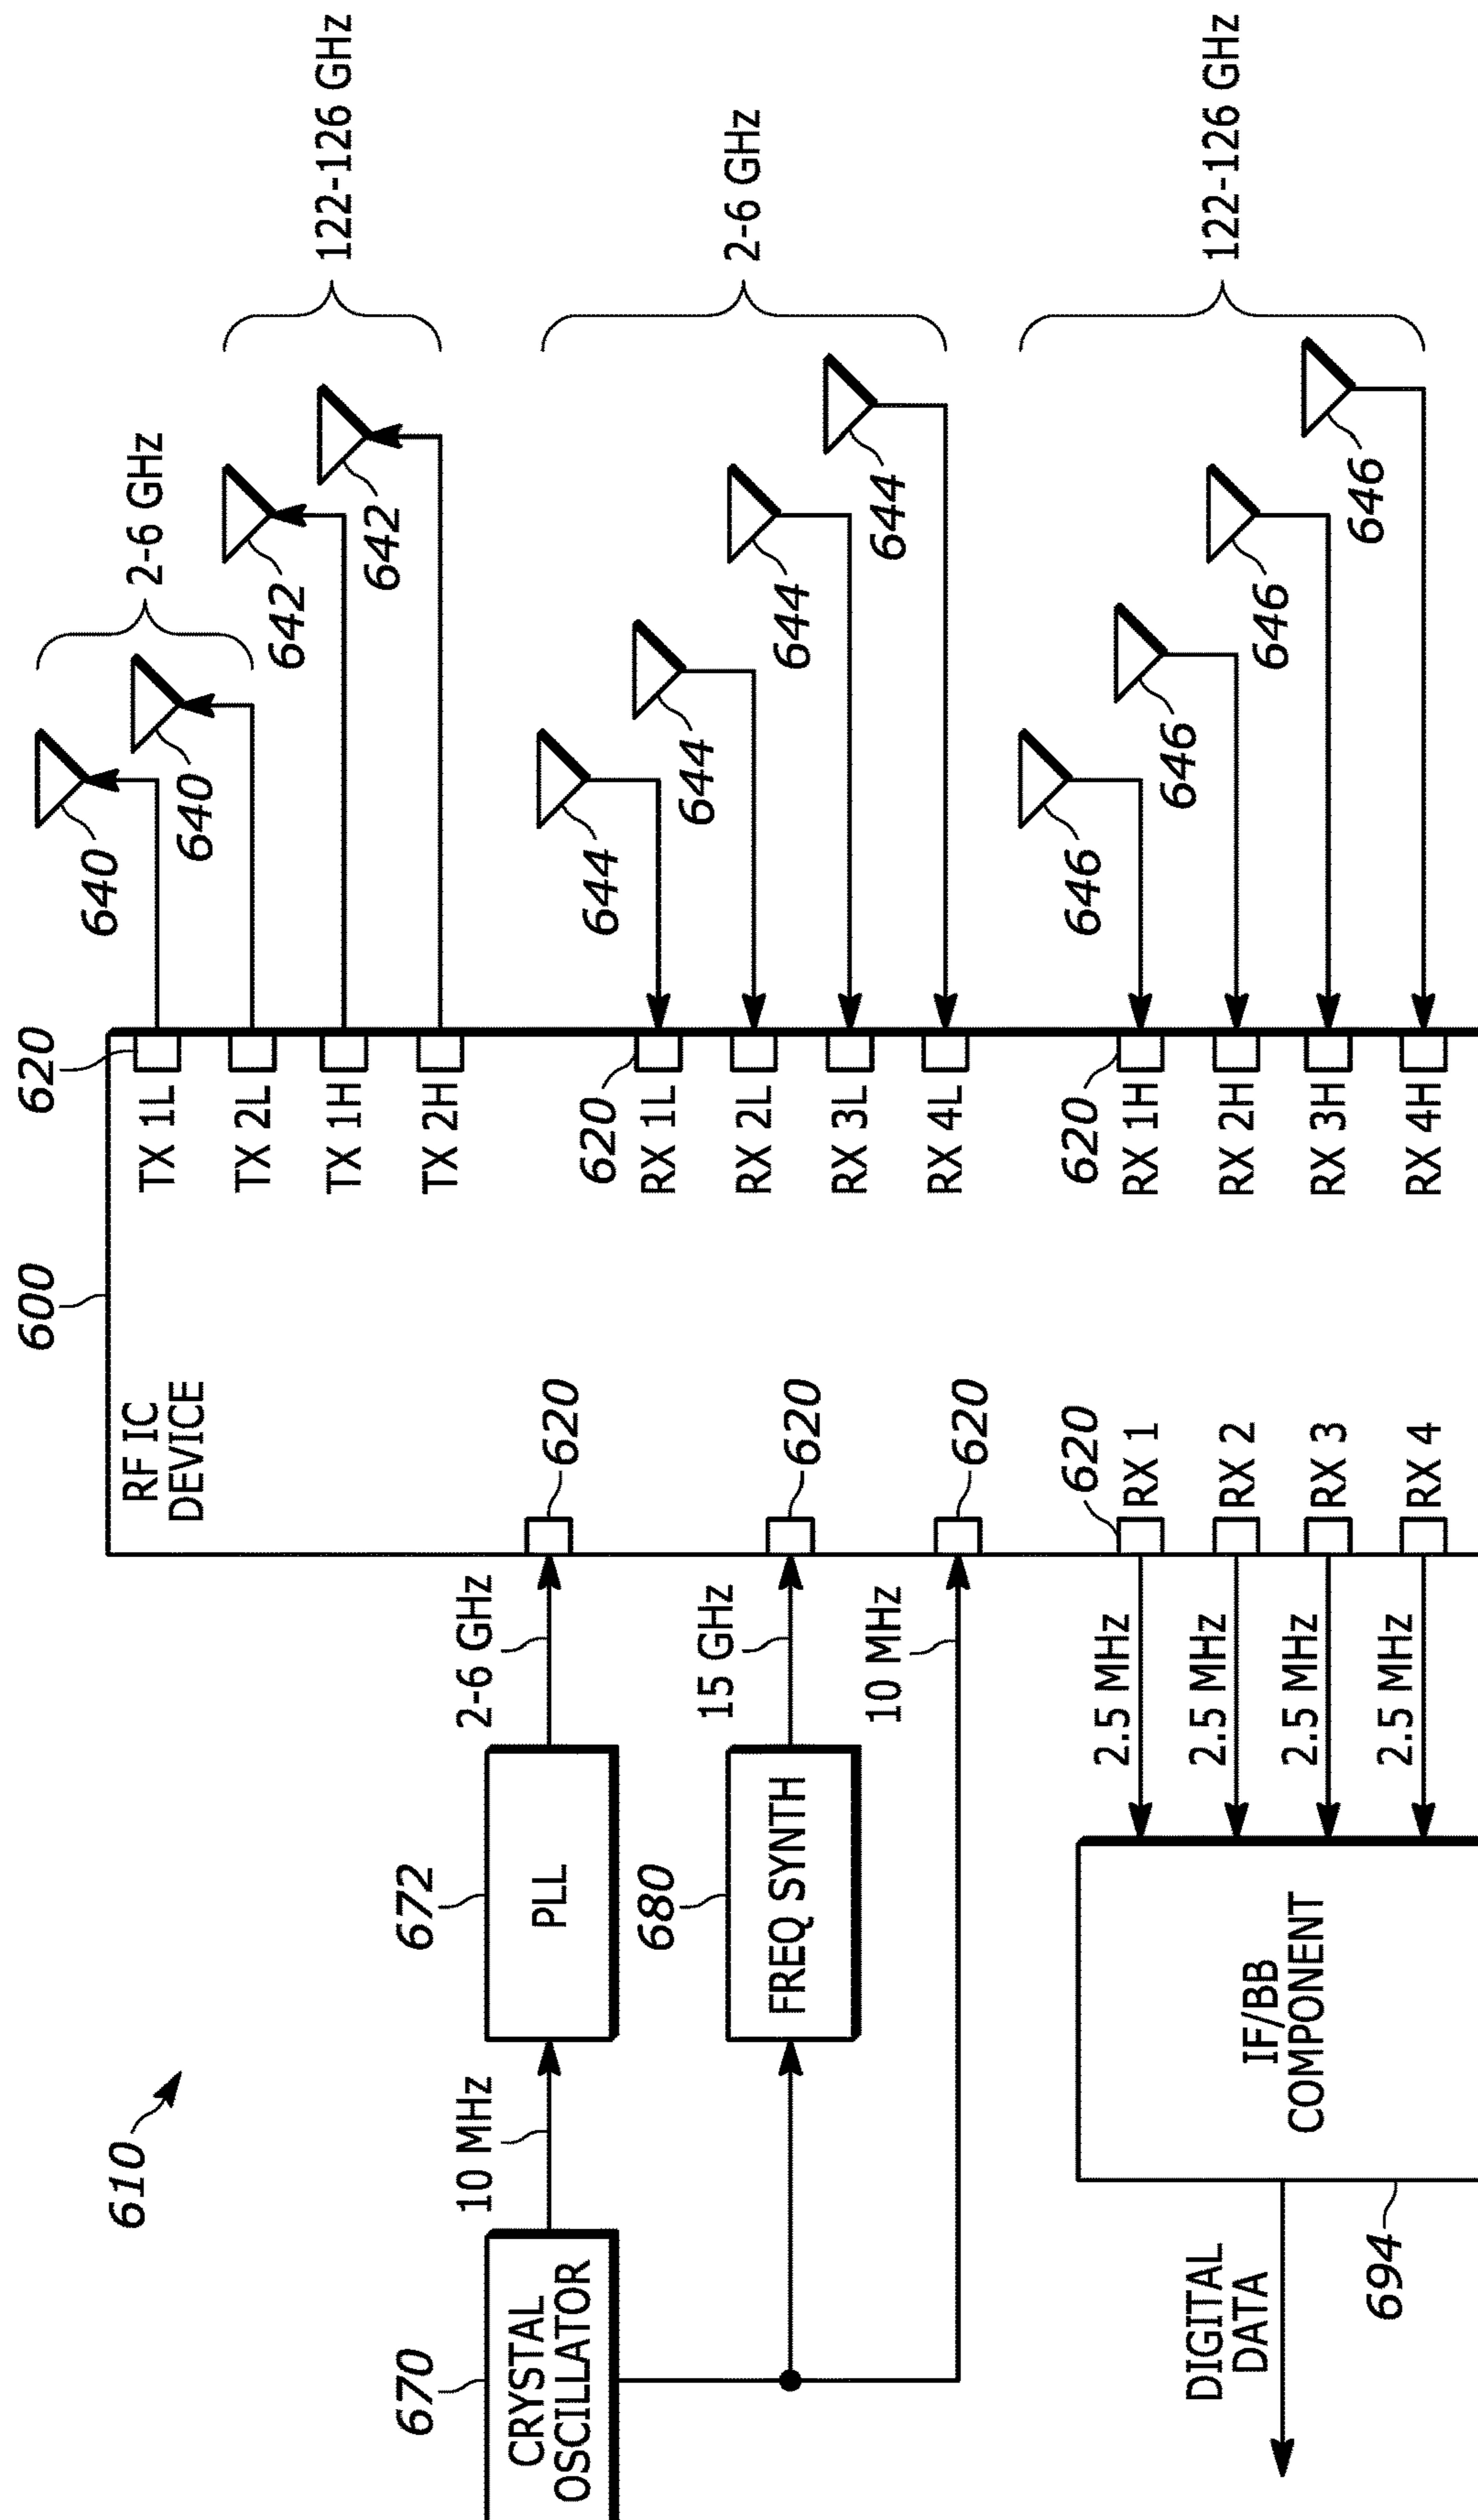 610
600
RF IC
DEVICE
670
CRYSTAL
OSCILLATOR
10 MHz
672
PLL
2-6 GHz
620
680
FREQ SYNTH
15 GHz
620
10 MHz
620
DIGITAL
DATA
694
IF/BB
COMPONENT
2.5 MHz
2.5 MHz
2.5 MHz
2.5 MHz
620
RX 1
RX 2
RX 3
RX 4
620
TX 1L
TX 2L
TX 1H
TX 2H
640
640
2-6 GHz
642
642
122-126 GHz
620
RX 1L
RX 2L
RX 3L
RX 4L
644
644
644
644
2-6 GHz
620
RX 1H
RX 2H
RX 3H
RX 4H
646
646
646
646
122-126 GHz